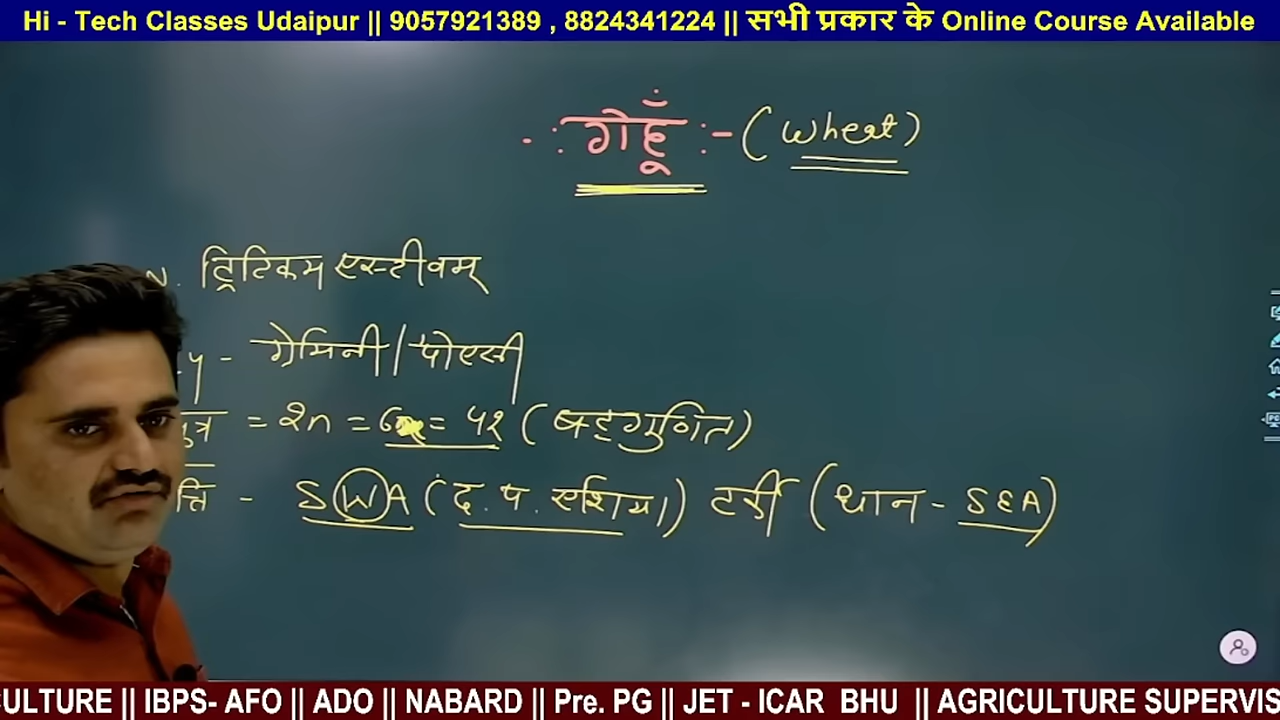 Hi - Tech Classes Udaipur || 9057921389 , 8824341224 || सभी प्रकार के Online Course Available
गेहूँ :- (Wheat)
N. ट्रिटिकम एस्टीवम्
y - ग्रेमिनी / पोएसी
सूत्र = 2n = 6x = 42 (षट्गुणित)
त्ति - SWA (द. प. एशिया) टर्की (धान - SEA)
CULTURE || IBPS- AFO || ADO || NABARD || Pre. PG || JET - ICAR BHU || AGRICULTURE SUPERVIS